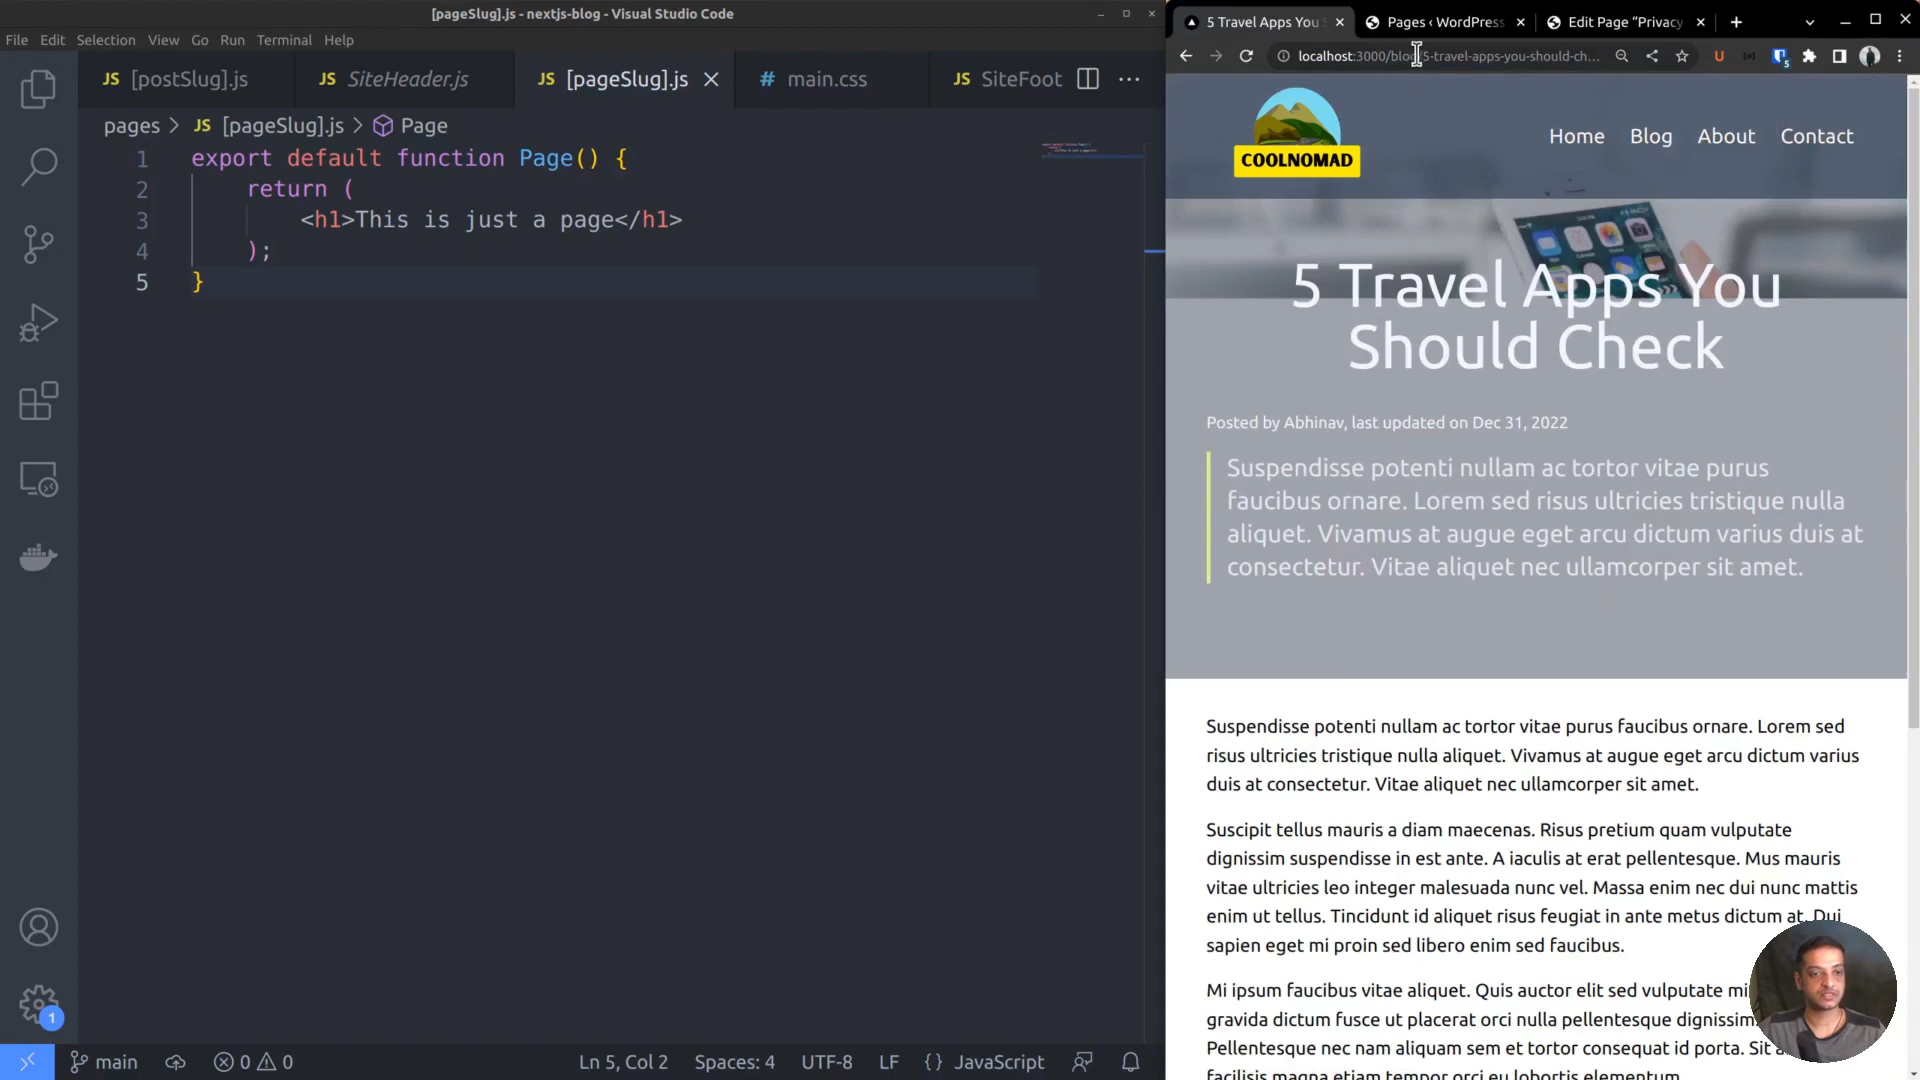 [pageSlug].js - nextjs-blog - Visual Studio Code
File Edit Selection View Go Run Terminal Help
JS [postSlug].js
JS SiteHeader.js
JS [pageSlug].js
# main.css
JS SiteFoot
pages > JS [pageSlug].js > Page
1 export default function Page() {
2 return (
3 <h1>This is just a page</h1>
4 );
5 }
1
main
0 0
Ln 5, Col 2
Spaces: 4
UTF-8
LF
{ } JavaScript
5 Travel Apps You
Pages ‹ WordPress
Edit Page “Privacy
localhost:3000/blog/5-travel-apps-you-should-ch...
5
COOLNOMAD
Home Blog About Contact
5 Travel Apps You
Should Check
Posted by Abhinav, last updated on Dec 31, 2022
Suspendisse potenti nullam ac tortor vitae purus
faucibus ornare. Lorem sed risus ultricies tristique nulla
aliquet. Vivamus at augue eget arcu dictum varius duis at
consectetur. Vitae aliquet nec ullamcorper sit amet.
Suspendisse potenti nullam ac tortor vitae purus faucibus ornare. Lorem sed
risus ultricies tristique nulla aliquet. Vivamus at augue eget arcu dictum varius
duis at consectetur. Vitae aliquet nec ullamcorper sit amet.
Suscipit tellus mauris a diam maecenas. Risus pretium quam vulputate
dignissim suspendisse in est ante. A iaculis at erat pellentesque. Mus mauris
vitae ultricies leo integer malesuada nunc vel. Massa enim nec dui nunc mattis
enim ut tellus. Tincidunt id aliquet risus feugiat in ante metus dictum at. Dui
sapien eget mi proin sed libero enim sed faucibus.
Mi ipsum faucibus vitae aliquet. Quis auctor elit sed vulputate mi
gravida dictum fusce ut placerat orci nulla pellentesque dignissim
Pellentesque nec nam aliquam sem et tortor consequat id porta. Sit
facilisis magna etiam tempor orci eu lobortis elementum